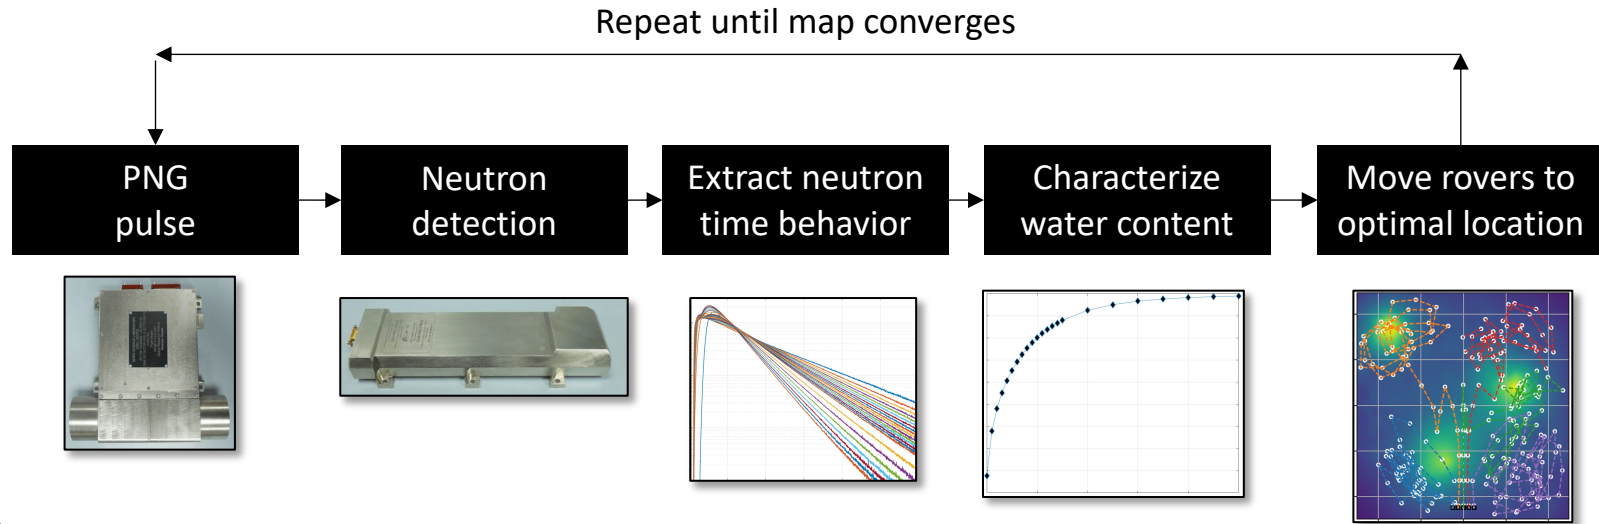 Repeat until map converges
PNG
pulse
Neutron
detection
Extract neutron
time behavior
Characterize
water content
Move rovers to
optimal location